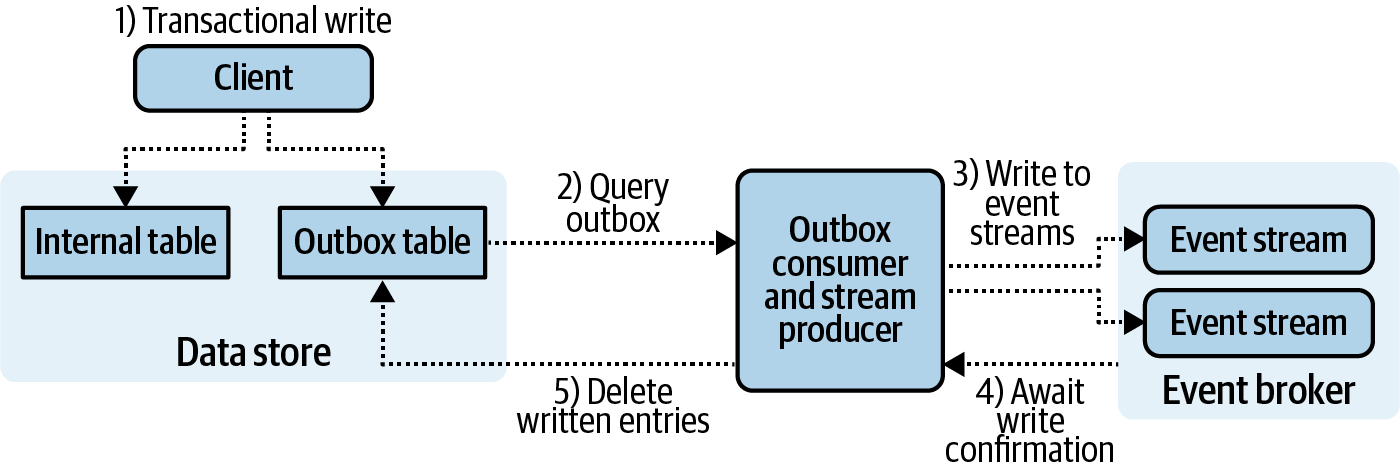 1) Transactional write
Client
Internal table
Outbox table
Data store
2) Query
outbox
Outbox
consumer
and stream
producer
3) Write to
event
streams
Event stream
Event stream
Event broker
4) Await
write
confirmation
5) Delete
written entries